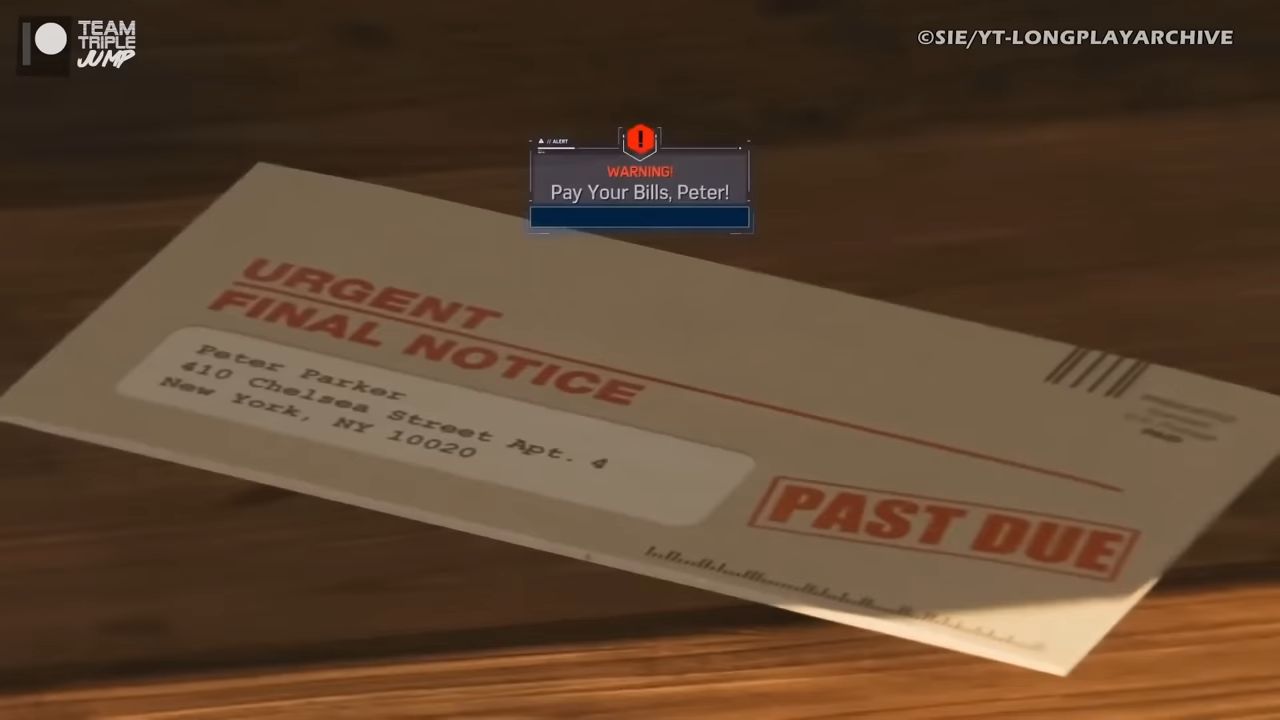 TEAM
TRIPLE
JUMP
©SIE/YT-LONGPLAYARCHIVE
// ALERT
WARNING!
Pay Your Bills, Peter!
URGENT
FINAL NOTICE
Peter Parker
410 Chelsea Street Apt. 4
New York, NY 10020
PAST DUE